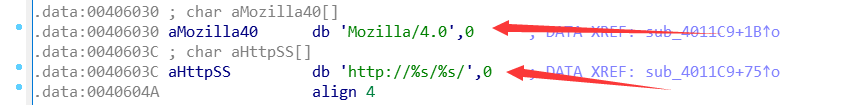 .data:00406030 ; char aMozilla40[]
.data:00406030 aMozilla40 db 'Mozilla/4.0',0 ; DATA XREF: sub_4011C9+1B↑o
.data:0040603C ; char aHttpSS[]
.data:0040603C aHttpSS db 'http://%s/%s/',0 ; DATA XREF: sub_4011C9+75↑o
.data:0040604A align 4